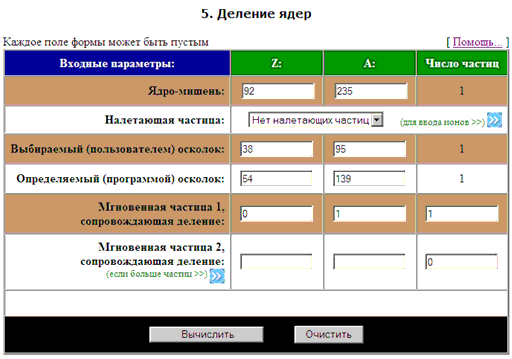 5. Деление ядер
Каждое поле формы может быть пустым [ Помощь... ]
Входные параметры: Z: A: Число частиц
Ядро-мишень: 92 235 1
Налетающая частица: Нет налетающих частиц (для ввода ионов >>)
Выбираемый (пользователем) осколок: 38 95 1
Определяемый (программой) осколок: 54 139 1
Мгновенная частица 1,
сопровождающая деление: 0 1 1
Мгновенная частица 2,
сопровождающая деление: 0
(если больше частиц >>)
Вычислить Очистить